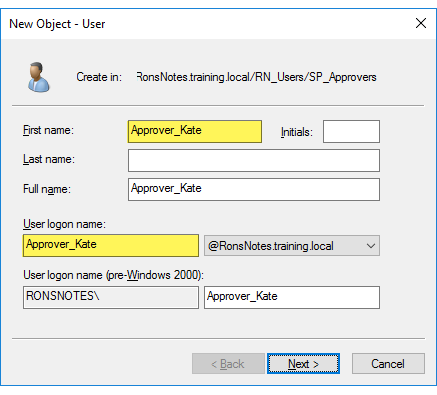 New Object - User
Create in: RonsNotes.training.local/RN_Users/SP_Approvers
First name: Approver_Kate Initials:
Last name:
Full name: Approver_Kate
User logon name:
Approver_Kate @RonsNotes.training.local
User logon name (pre-Windows 2000):
RONSNOTES\ Approver_Kate
< Back Next > Cancel